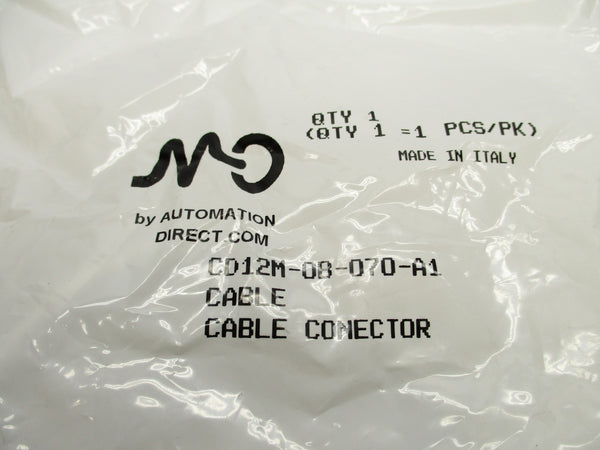 QTY 1
(QTY 1 =1 PCS/PK)
MADE IN ITALY
by AUTOMATION
DIRECT.COM
CD12M-08-070-A1
CABLE
CABLE CONECTOR